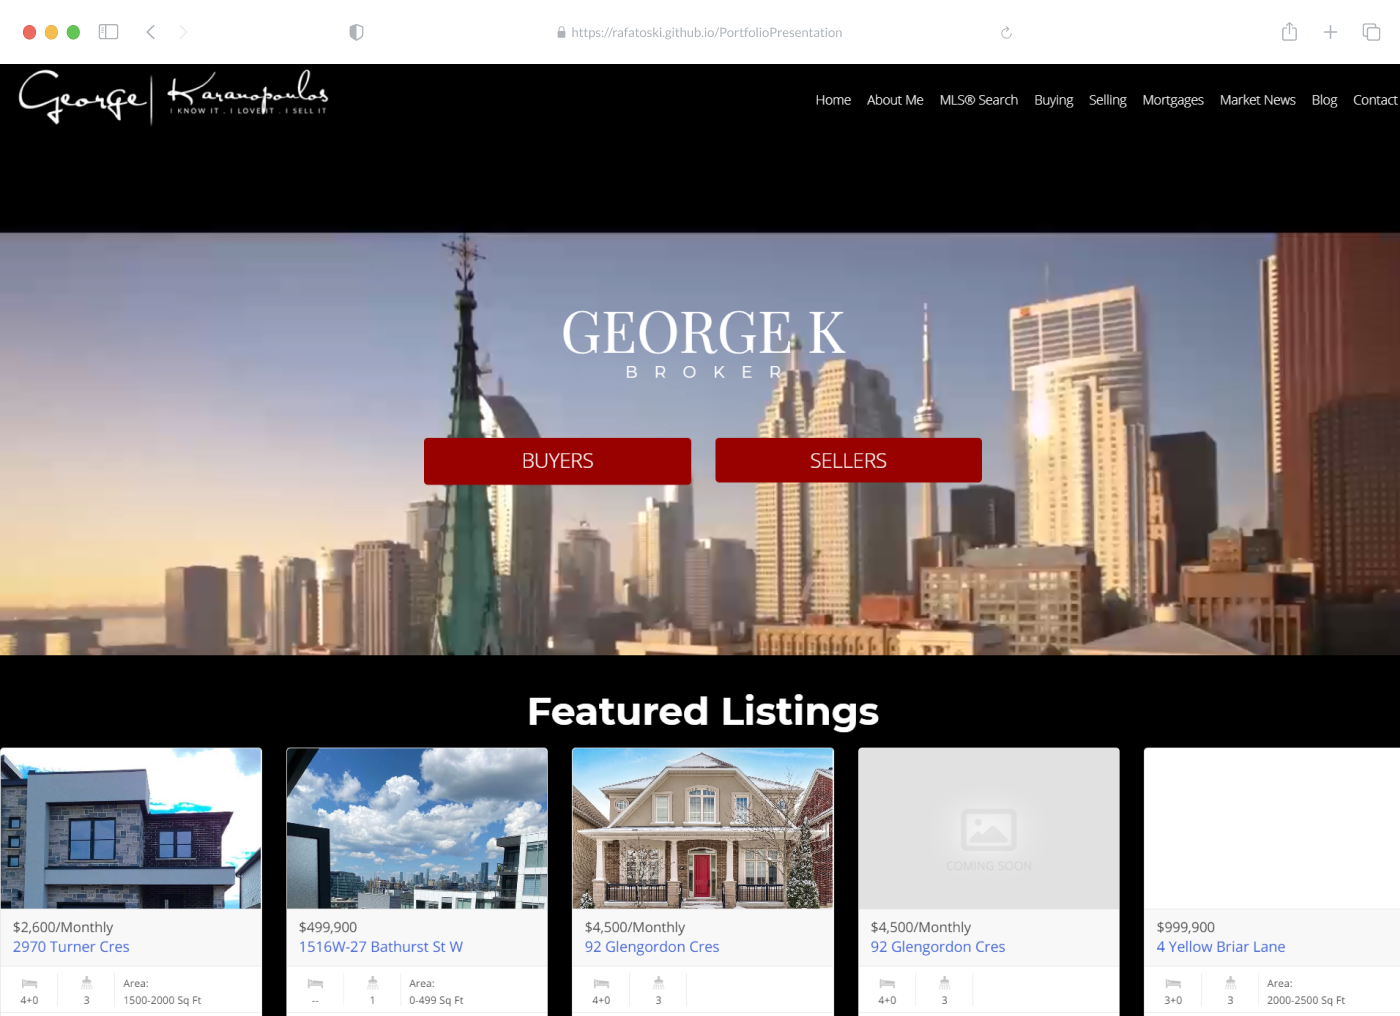 https://rafatoski.github.io/PortfolioPresentation
George | Karanopoulos
I KNOW IT . I LOVE IT . I SELL IT
Home About Me MLS® Search Buying Selling Mortgages Market News Blog Contact
GEORGE K
BROKER
BUYERS SELLERS
Featured Listings
COMING SOON
$2,600/Monthly
2970 Turner Cres
4+0 3 Area:
1500-2000 Sq Ft
$499,900
1516W-27 Bathurst St W
-- 1 Area:
0-499 Sq Ft
$4,500/Monthly
92 Glengordon Cres
4+0 3
$4,500/Monthly
92 Glengordon Cres
4+0 3
$999,900
4 Yellow Briar Lane
3+0 3 Area:
2000-2500 Sq Ft